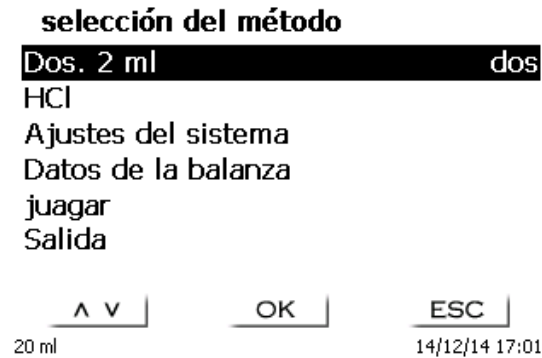 selección del método
Dos. 2 ml dos
HCl
Ajustes del sistema
Datos de la balanza
juagar
Salida
∧ ∨ OK ESC
20 ml 14/12/14 17:01